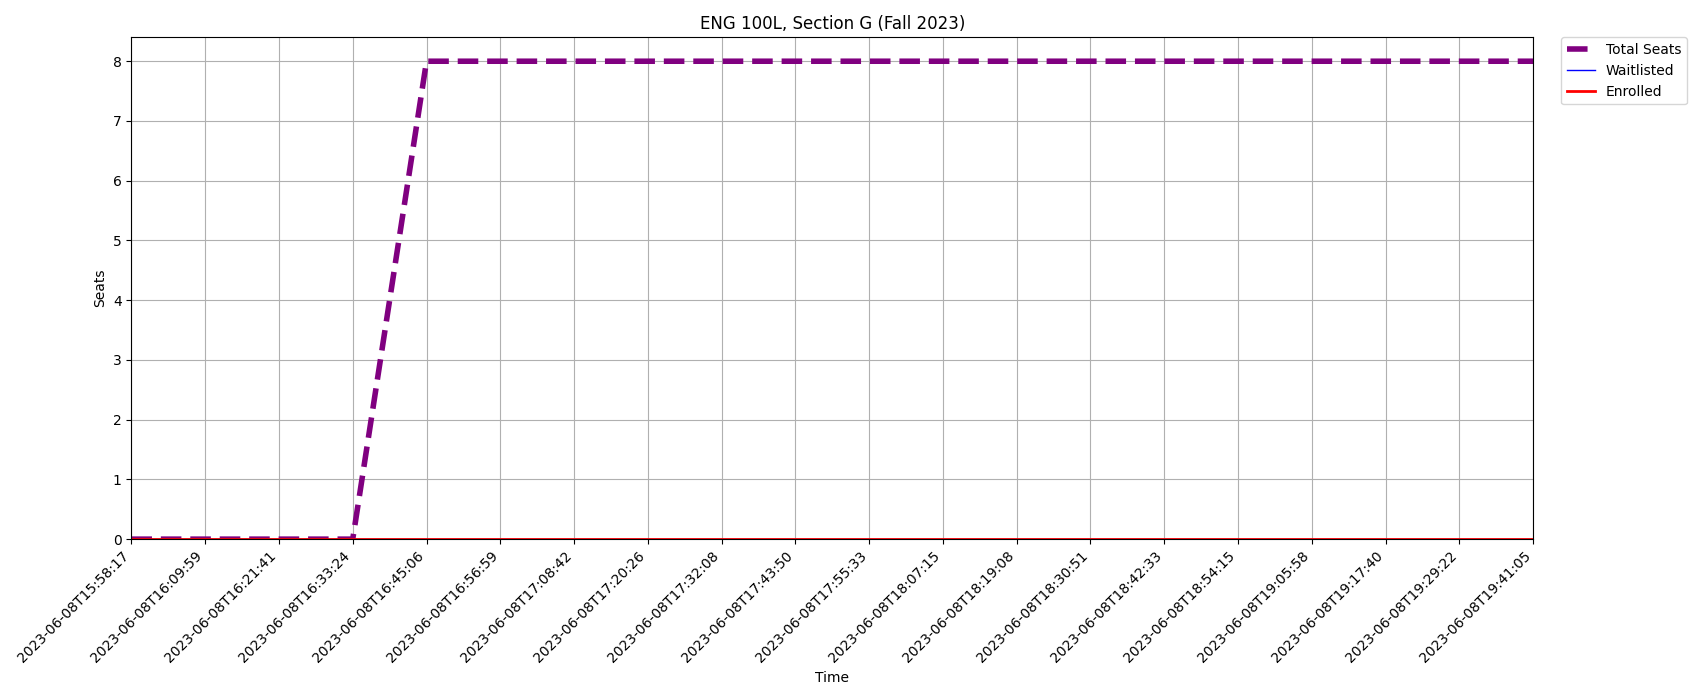 ENG 100L, Section G (Fall 2023)
Total Seats
Waitlisted
Enrolled
8
7
6
5
4
3
2
1
0
Seats
2023-06-08T15:58:17
2023-06-08T16:09:59
2023-06-08T16:21:41
2023-06-08T16:33:24
2023-06-08T16:45:06
2023-06-08T16:56:59
2023-06-08T17:08:42
2023-06-08T17:20:26
2023-06-08T17:32:08
2023-06-08T17:43:50
2023-06-08T17:55:33
2023-06-08T18:07:15
2023-06-08T18:19:08
2023-06-08T18:30:51
2023-06-08T18:42:33
2023-06-08T18:54:15
2023-06-08T19:05:58
2023-06-08T19:17:40
2023-06-08T19:29:22
2023-06-08T19:41:05
Time